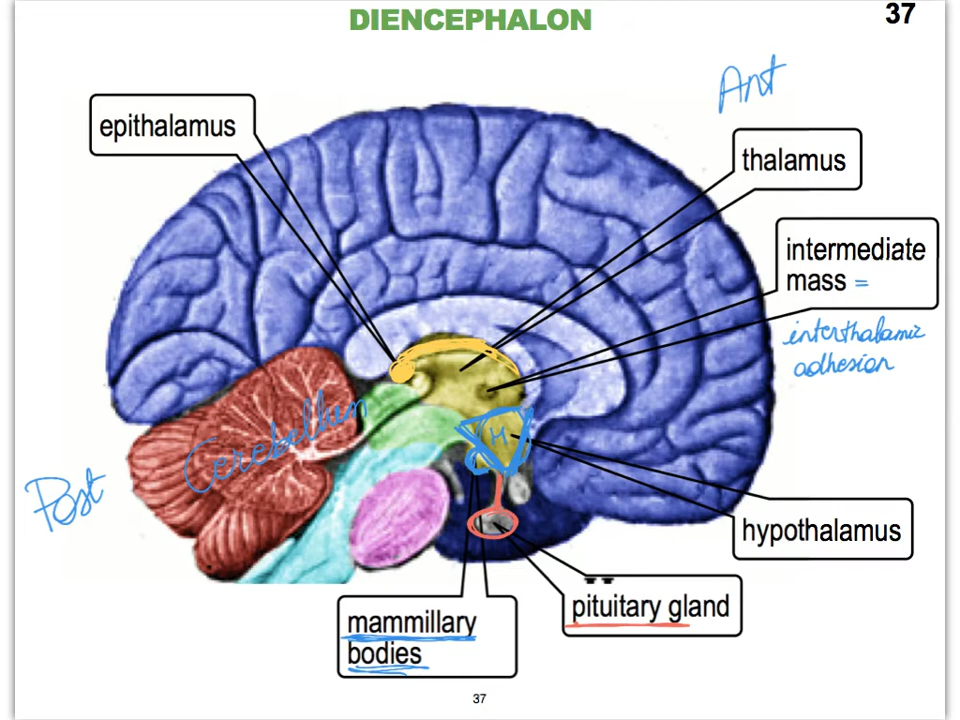 DIENCEPHALON
37
Ant
epithalamus
thalamus
intermediate
mass =
interthalamic
adhesion
Cerebellum
H
Post
hypothalamus
pituitary gland
mammillary
bodies
37